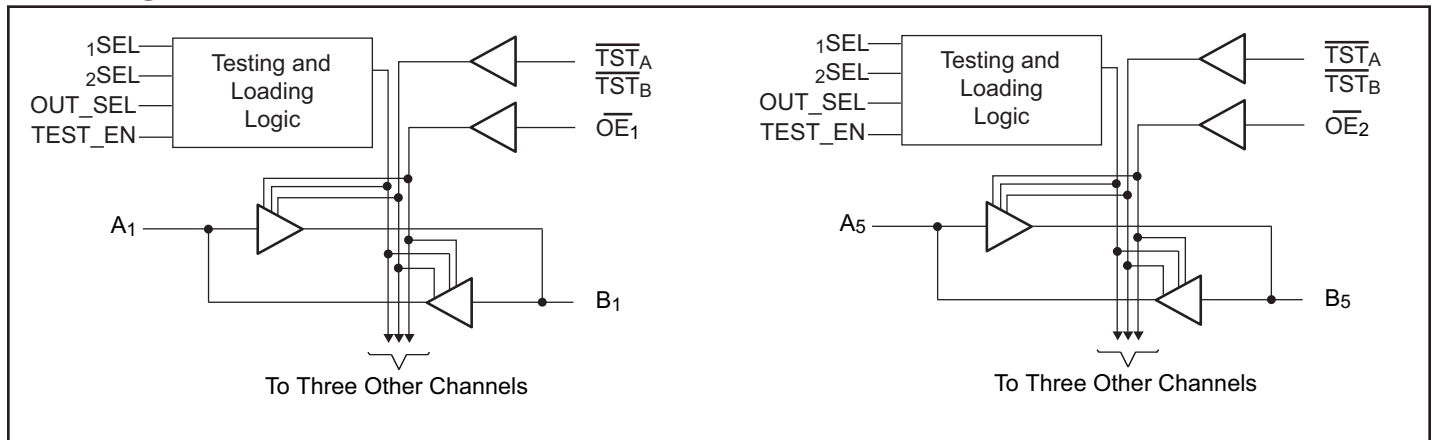 1SEL
2SEL
OUT_SEL
TEST_EN
Testing and
Loading
Logic
TSTA
TSTB
OE1
A1
B1
To Three Other Channels
1SEL
2SEL
OUT_SEL
TEST_EN
Testing and
Loading
Logic
TSTA
TSTB
OE2
A5
B5
To Three Other Channels